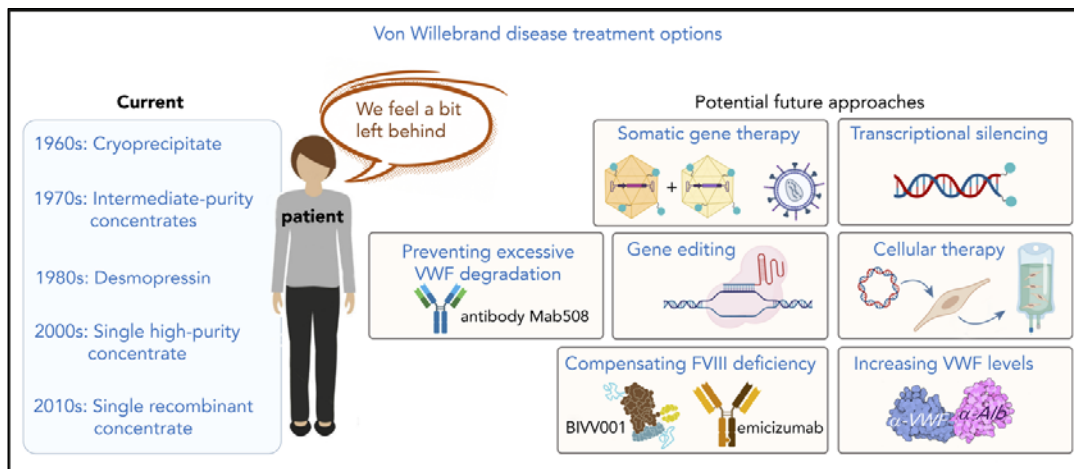 Von Willebrand disease treatment options
Current
1960s: Cryoprecipitate
1970s: Intermediate-purity
concentrates
1980s: Desmopressin
2000s: Single high-purity
concentrate
2010s: Single recombinant
concentrate
We feel a bit
left behind
patient
Potential future approaches
Somatic gene therapy
+
Transcriptional silencing
Preventing excessive
VWF degradation
antibody Mab508
Gene editing
Cellular therapy
Compensating FVIII deficiency
BIVV001
emicizumab
Increasing VWF levels
α-VWF
α-Alb